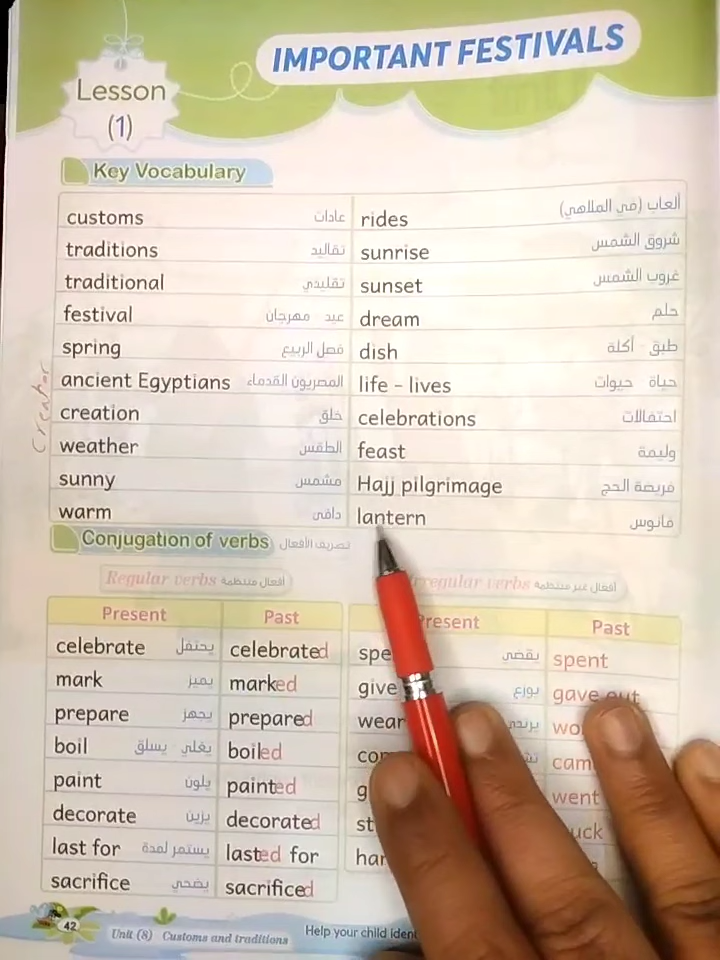 IMPORTANT FESTIVALS
Lesson
(1)
Key Vocabulary
customs عادات rides ألعاب (في الملاهي)
traditions تقاليد sunrise شروق الشمس
traditional تقليدي sunset غروب الشمس
festival عيد مهرجان dream حلم
spring فصل الربيع dish طبق أكلة
ancient Egyptians المصريون القدماء life - lives حياة حيوات
creator
creation خلق celebrations احتفالات
weather الطقس feast وليمة
sunny مشمس Hajj pilgrimage فريضة الحج
warm دافئ lantern فانوس
Conjugation of verbs تصريف الأفعال
Regular verbs أفعال منتظمة rregular verbs أفعال غير منتظمة
Present Past Present Past
celebrate يحتفل celebrated spe يقضي spent
mark يميز marked give يوزع gave out
prepare يجهز prepared wear يرتدي wo
boil يغلي يسلق boiled com cam
paint يلون painted g went
decorate يزين decorated st uck
last for يستمر لمدة lasted for har
sacrifice يضحي sacrificed
42 Unit (8) Customs and traditions Help your child iden